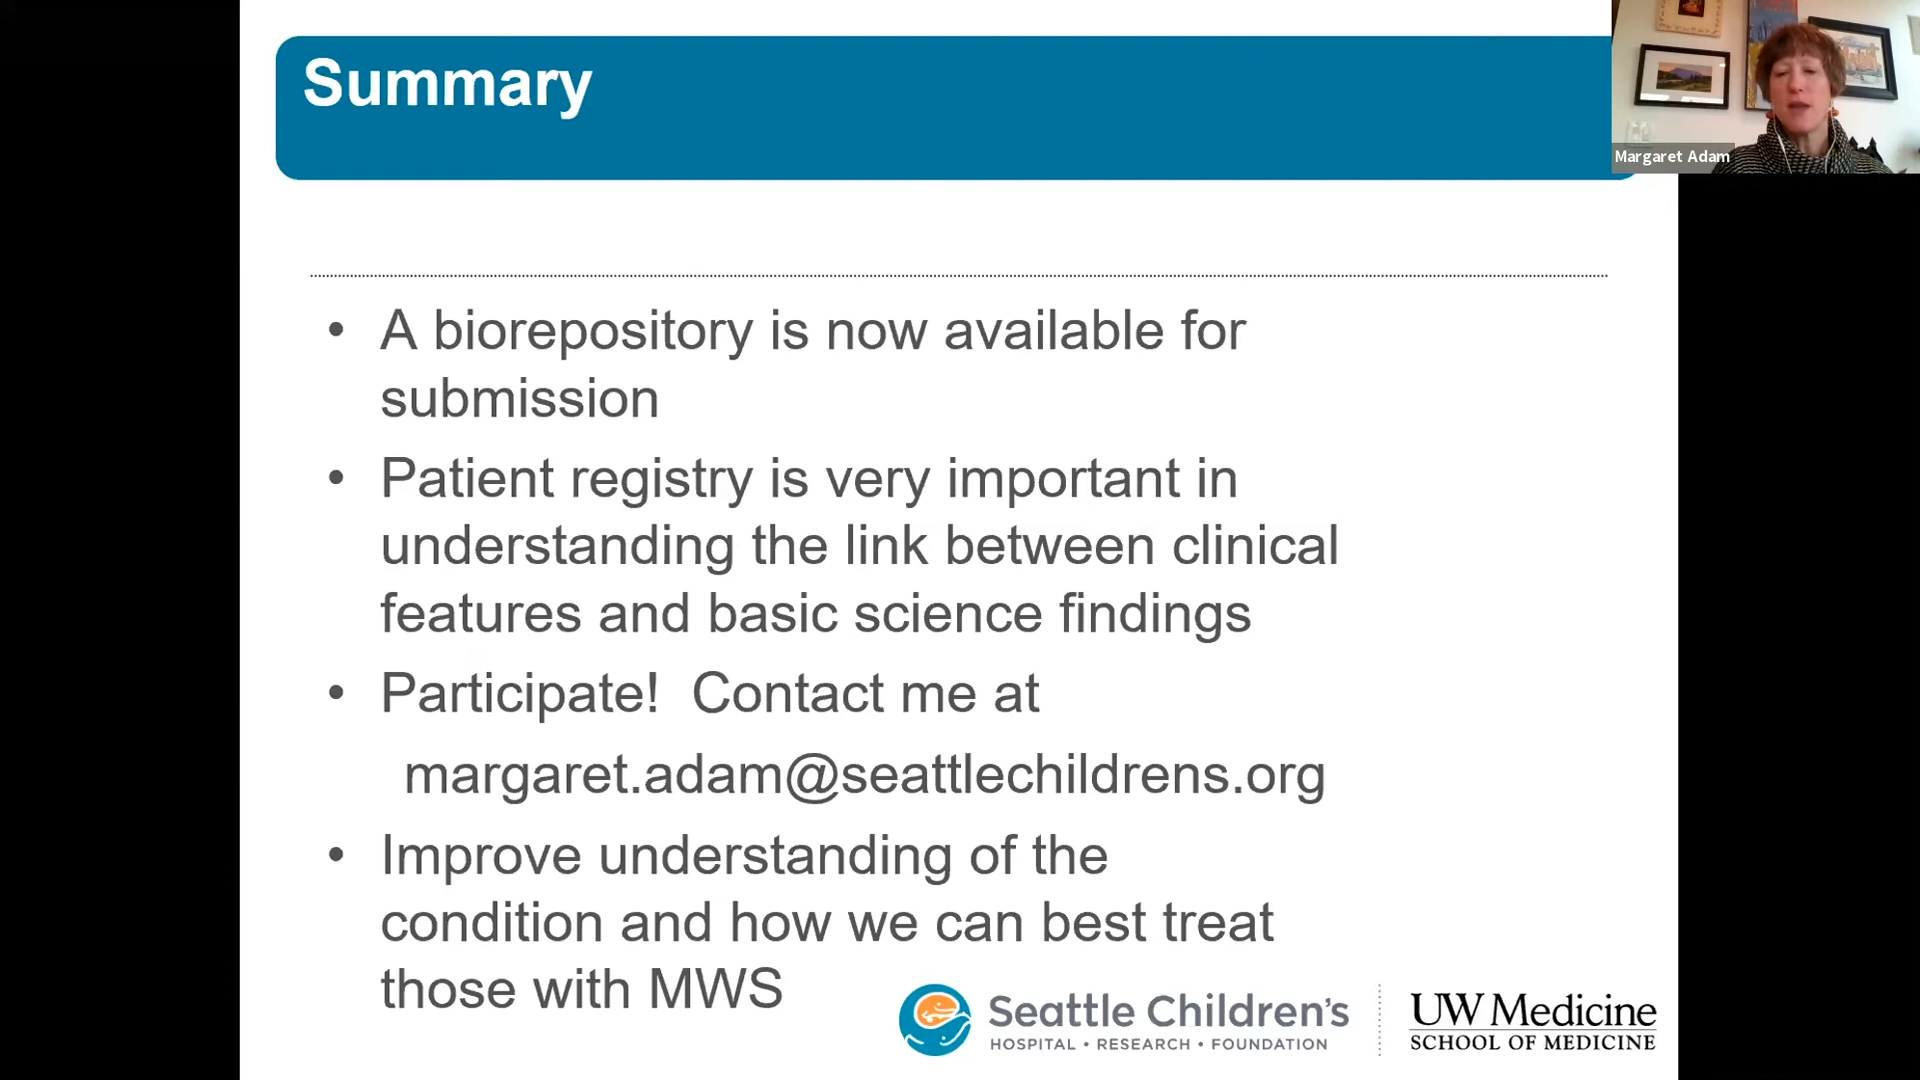 Summary
Margaret Adam
• A biorepository is now available for
submission
• Patient registry is very important in
understanding the link between clinical
features and basic science findings
• Participate!  Contact me at
margaret.adam@seattlechildrens.org
• Improve understanding of the
condition and how we can best treat
those with MWS
Seattle Children's
HOSPITAL • RESEARCH • FOUNDATION
UW Medicine
SCHOOL OF MEDICINE